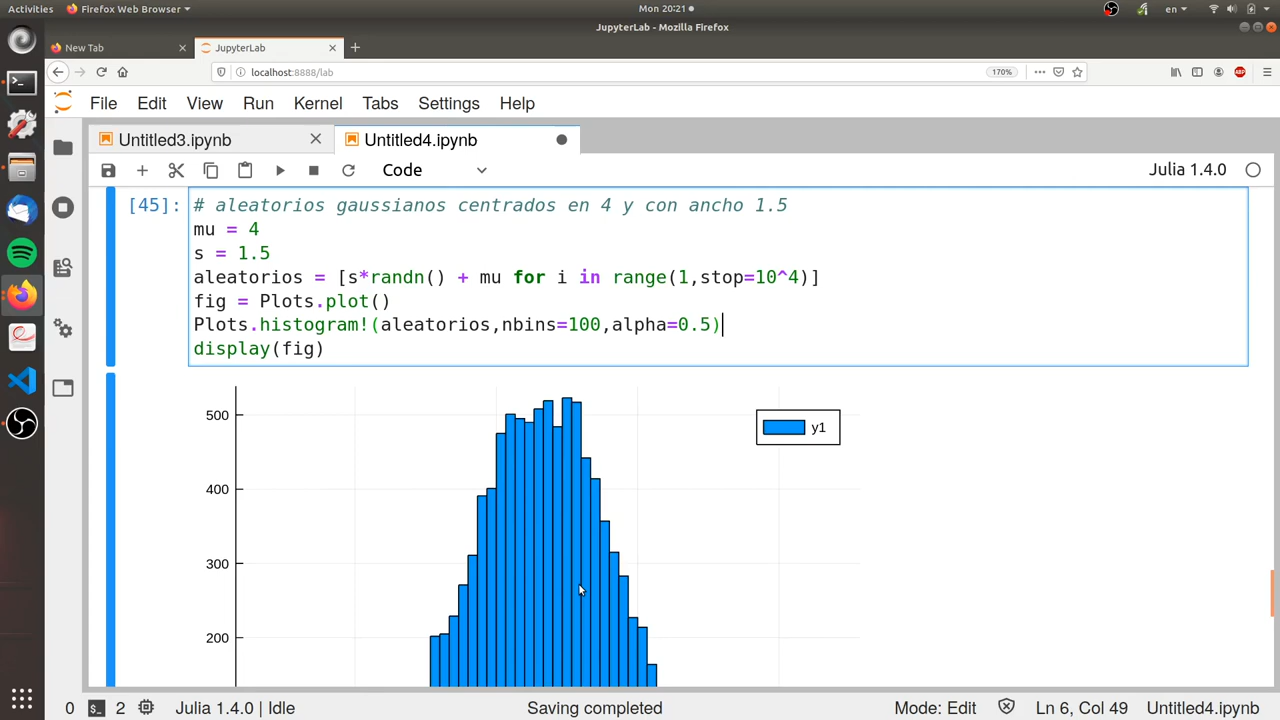 Activities Firefox Web Browser Mon 20:21 en
JupyterLab - Mozilla Firefox
New Tab JupyterLab
localhost:8888/lab 170% ABP
File Edit View Run Kernel Tabs Settings Help
Untitled3.ipynb Untitled4.ipynb
Code Julia 1.4.0
[45]: # aleatorios gaussianos centrados en 4 y con ancho 1.5
mu = 4
s = 1.5
aleatorios = [s*randn() + mu for i in range(1,stop=10^4)]
fig = Plots.plot()
Plots.histogram!(aleatorios,nbins=100,alpha=0.5)
display(fig)
500
y1
400
300
200
0 2 Julia 1.4.0 | Idle Saving completed Mode: Edit Ln 6, Col 49 Untitled4.ipynb